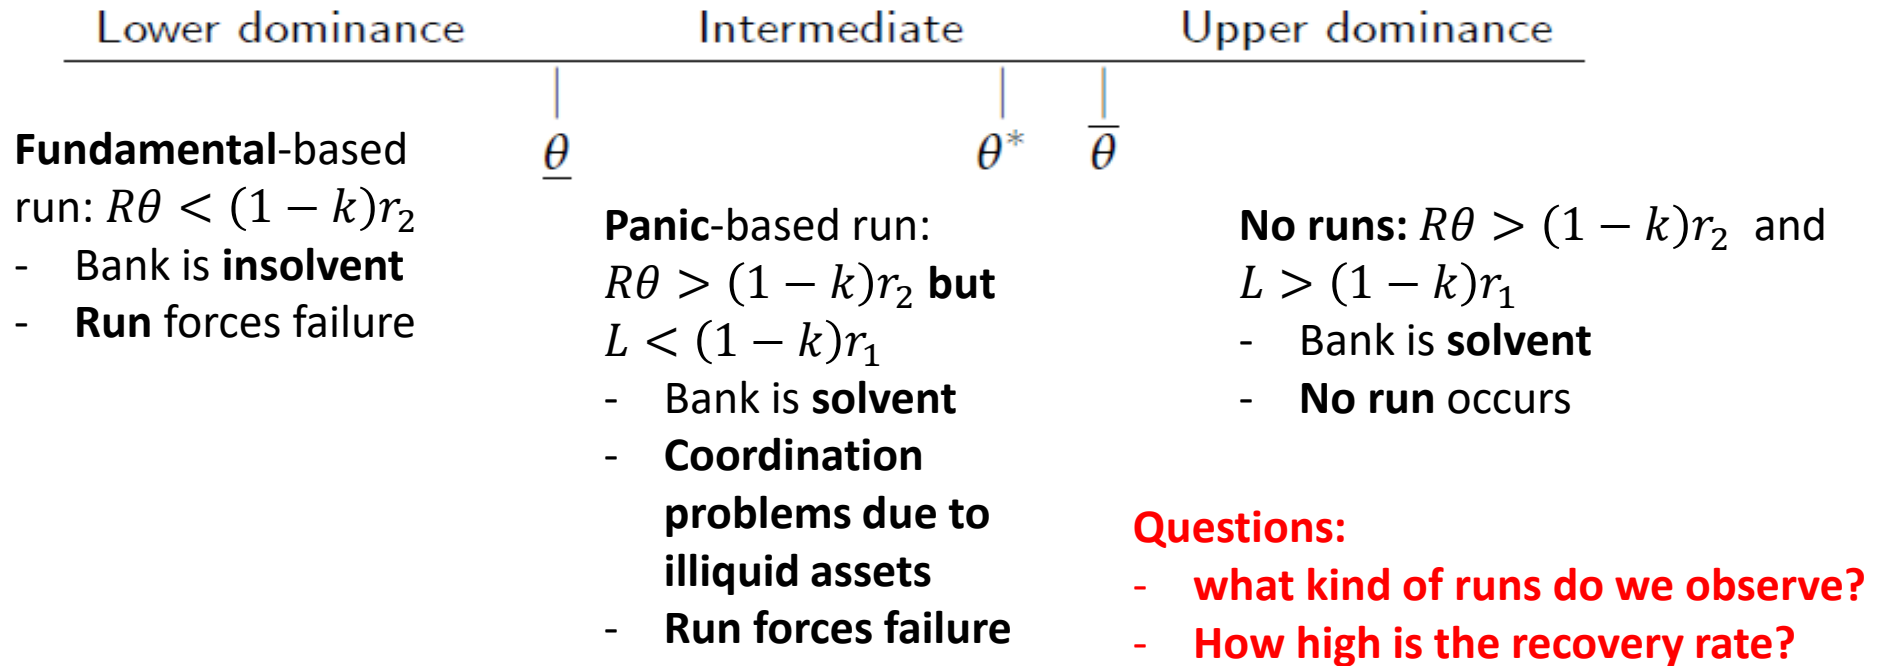 Lower dominance Intermediate Upper dominance
θ̲ θ* θ̅
Fundamental-based
run: Rθ < (1 − k)r₂
- Bank is insolvent
- Run forces failure
Panic-based run:
Rθ > (1 − k)r₂ but
L < (1 − k)r₁
- Bank is solvent
- Coordination
problems due to
illiquid assets
- Run forces failure
No runs: Rθ > (1 − k)r₂ and
L > (1 − k)r₁
- Bank is solvent
- No run occurs
Questions:
- what kind of runs do we observe?
- How high is the recovery rate?